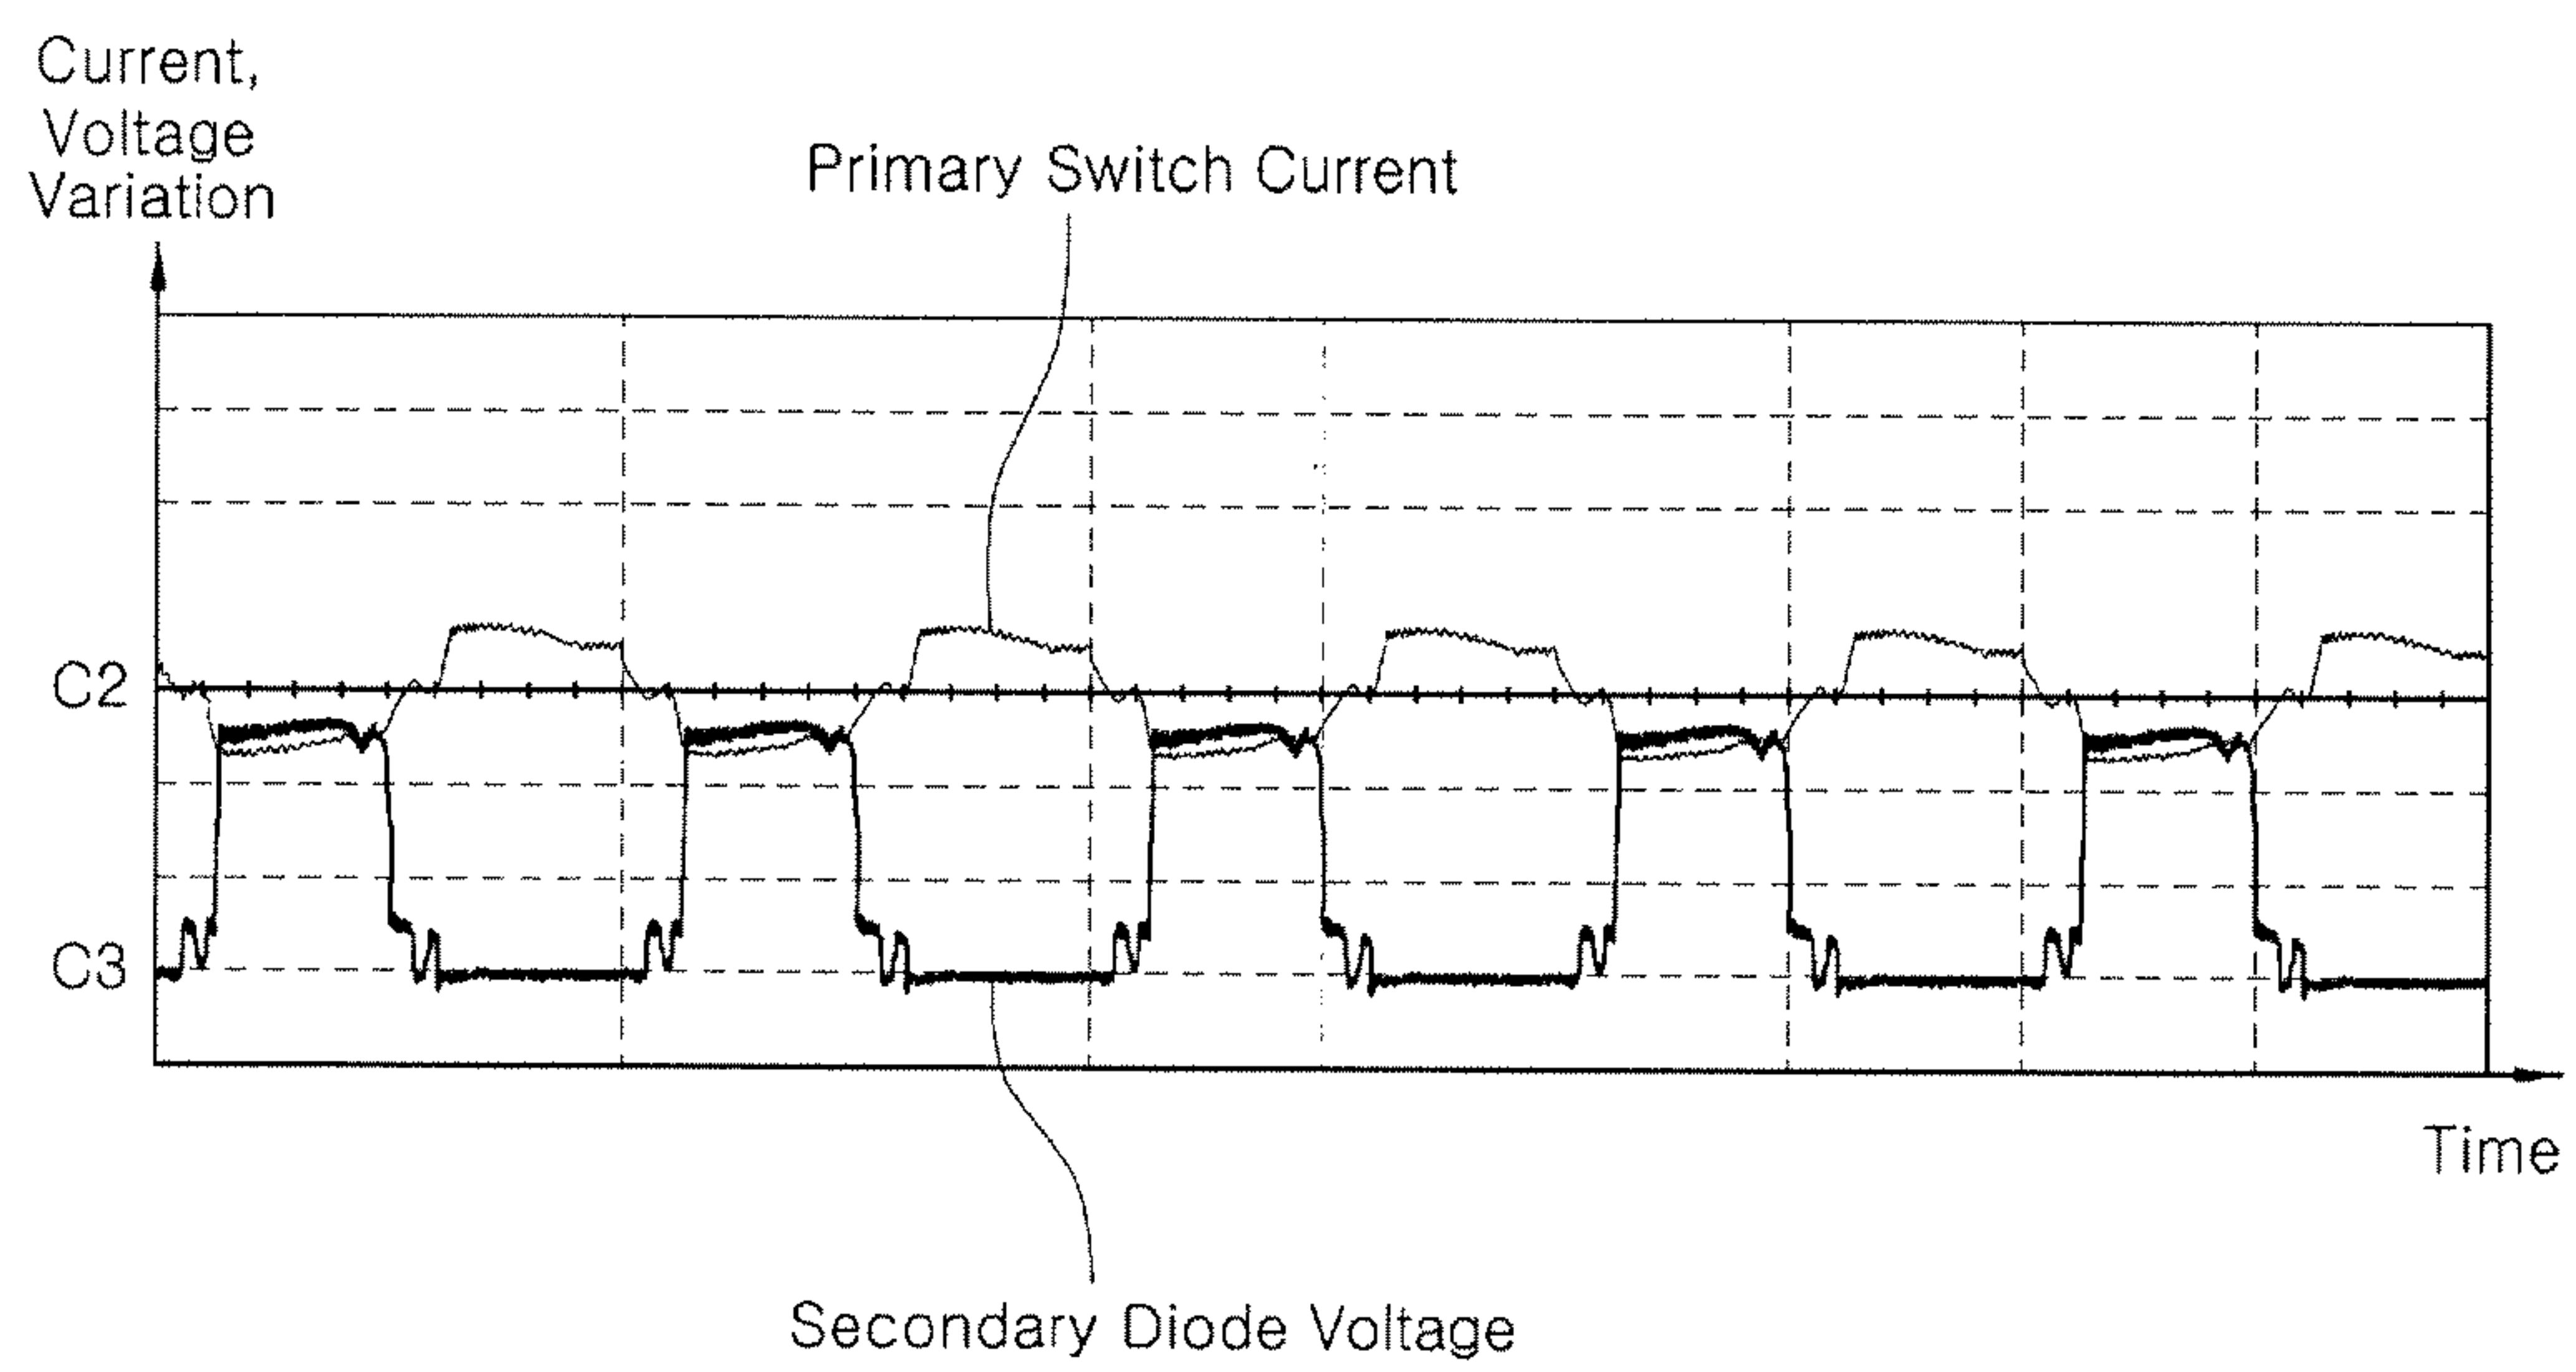 Current,
Voltage
Variation
Primary Switch Current
C2
C3
Time
Secondary Diode Voltage